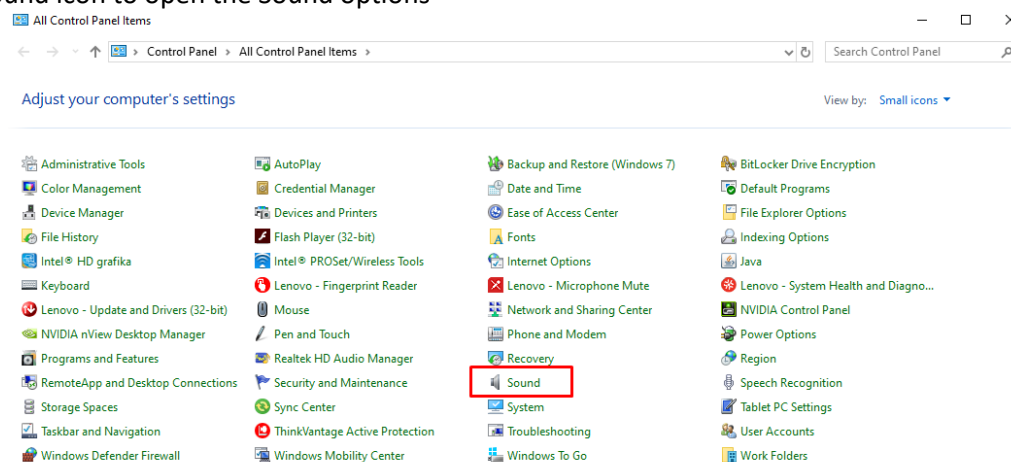 ound icon to open the sound options
All Control Panel Items
Control Panel > All Control Panel Items >
Search Control Panel
Adjust your computer's settings
View by: Small icons
Administrative Tools AutoPlay Backup and Restore (Windows 7) BitLocker Drive Encryption
Color Management Credential Manager Date and Time Default Programs
Device Manager Devices and Printers Ease of Access Center File Explorer Options
File History Flash Player (32-bit) Fonts Indexing Options
Intel® HD grafika Intel® PROSet/Wireless Tools Internet Options Java
Keyboard Lenovo - Fingerprint Reader Lenovo - Microphone Mute Lenovo - System Health and Diagno...
Lenovo - Update and Drivers (32-bit) Mouse Network and Sharing Center NVIDIA Control Panel
NVIDIA nView Desktop Manager Pen and Touch Phone and Modem Power Options
Programs and Features Realtek HD Audio Manager Recovery Region
RemoteApp and Desktop Connections Security and Maintenance Sound Speech Recognition
Storage Spaces Sync Center System Tablet PC Settings
Taskbar and Navigation ThinkVantage Active Protection Troubleshooting User Accounts
Windows Defender Firewall Windows Mobility Center Windows To Go Work Folders